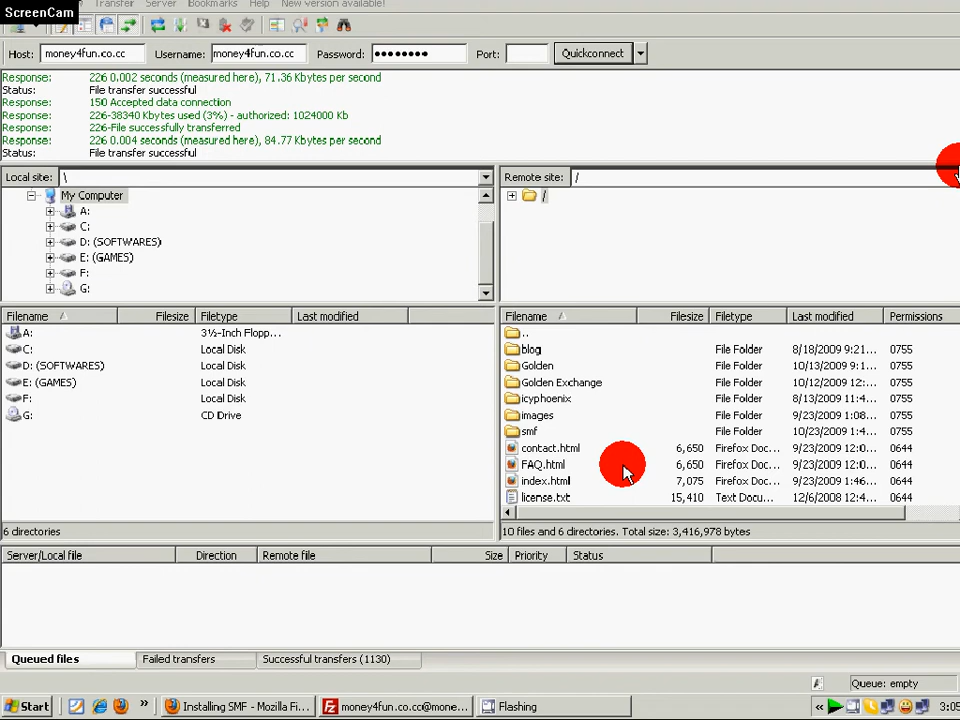 ScreenCam
Transfer Server Bookmarks Help New version available!
Host: money4fun.co.cc Username: money4fun.co.cc Password: ●●●●●●●● Port: Quickconnect
Response: 226 0.002 seconds (measured here), 71.36 Kbytes per second
Status: File transfer successful
Response: 150 Accepted data connection
Response: 226-38340 Kbytes used (3%) - authorized: 1024000 Kb
Response: 226-File successfully transferred
Response: 226 0.004 seconds (measured here), 84.77 Kbytes per second
Status: File transfer successful
Local site: \ Remote site: /
My Computer /
A:
C:
D: (SOFTWARES)
E: (GAMES)
F:
G:
Filename Filesize Filetype Last modified Filename Filesize Filetype Last modified Permissions
A: 3½-Inch Flopp... ..
C: Local Disk blog File Folder 8/18/2009 9:21... 0755
D: (SOFTWARES) Local Disk Golden File Folder 10/13/2009 9:1... 0755
E: (GAMES) Local Disk Golden Exchange File Folder 10/12/2009 12:... 0755
F: Local Disk icyphoenix File Folder 8/13/2009 11:4... 0755
G: CD Drive images File Folder 9/23/2009 1:08... 0755
smf File Folder 10/23/2009 1:4... 0755
contact.html 6,650 Firefox Doc... 9/23/2009 12:0... 0644
FAQ.html 6,650 Firefox Doc... 9/23/2009 12:0... 0644
index.html 7,075 Firefox Doc... 9/23/2009 1:46... 0644
license.txt 15,410 Text Docu... 12/6/2008 12:4... 0644
6 directories 10 files and 6 directories. Total size: 3,416,978 bytes
Server/Local file Direction Remote file Size Priority Status
Queued files Failed transfers Successful transfers (1130)
Queue: empty
Start » Installing SMF - Mozilla Fi... money4fun.co.cc@mone... Flashing « 3:05